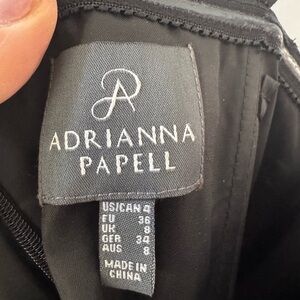 AP
ADRIANNA
PAPELL
US/CAN 4
EU 36
UK 8
GER 34
AUS 8
MADE IN
CHINA